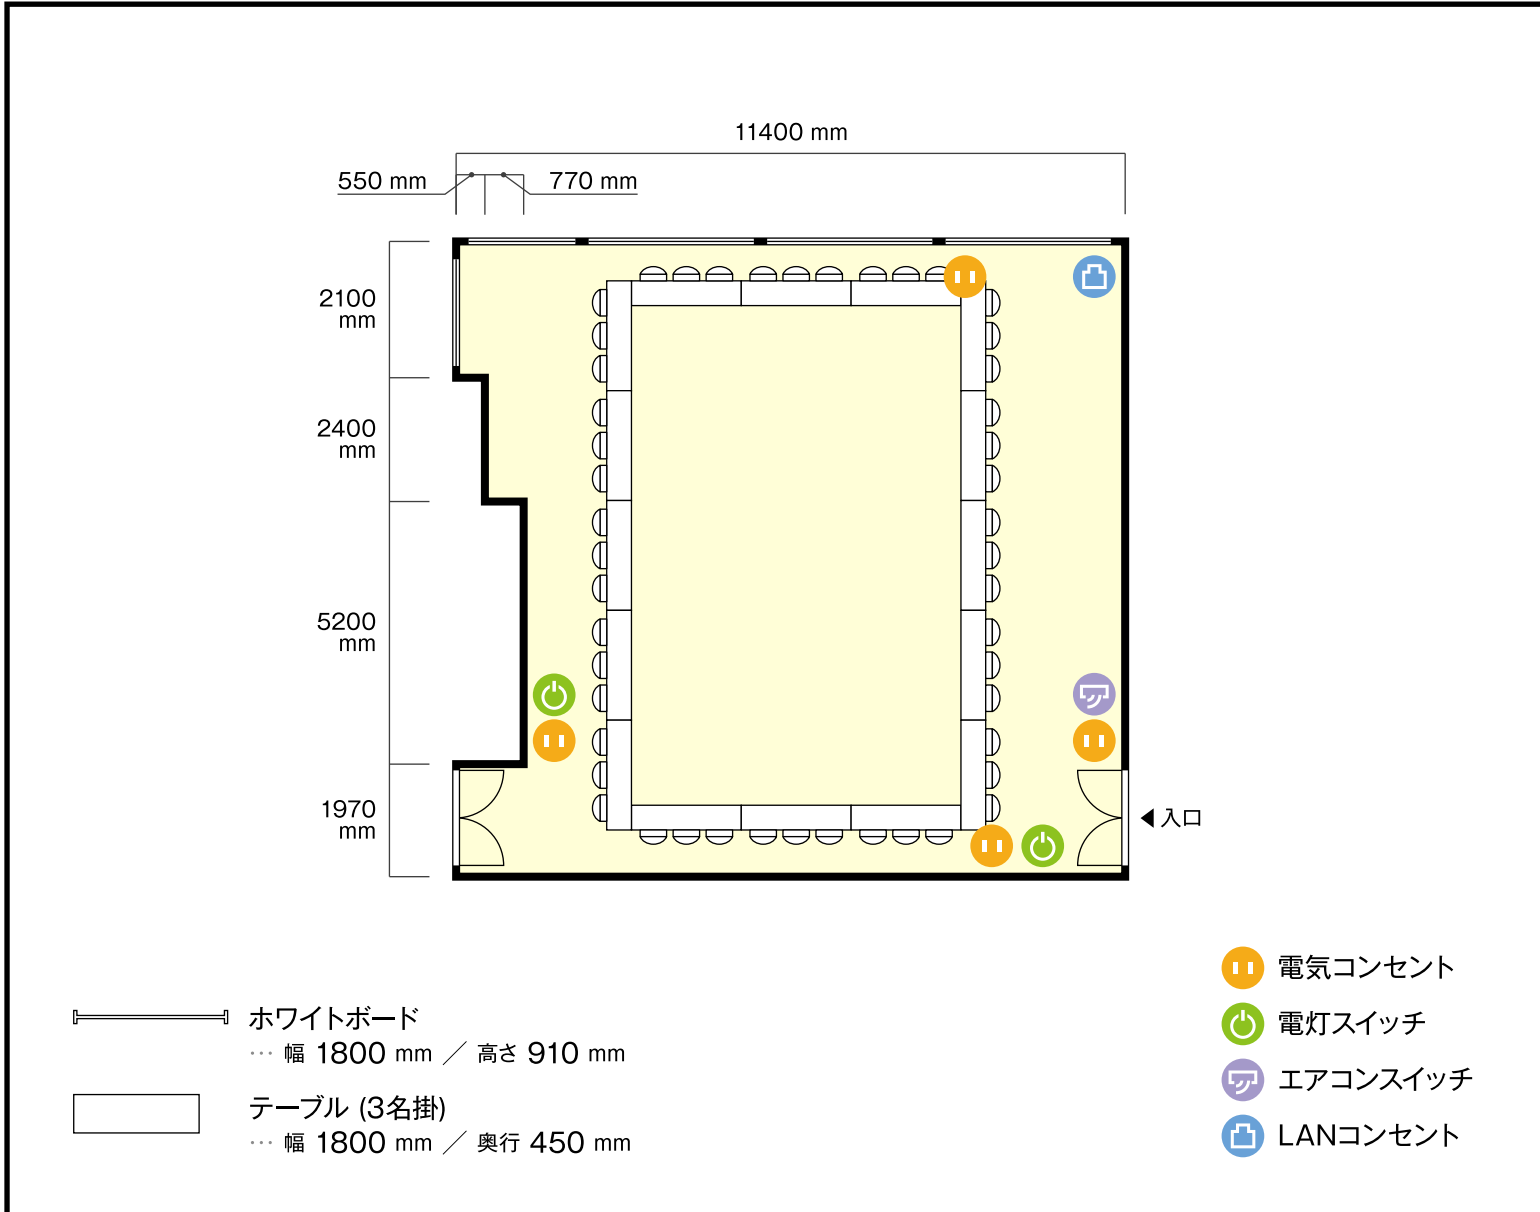 11400 mm
550 mm
770 mm
2100
mm
2400
mm
5200
mm
1970
mm
入口
ホワイトボード
… 幅 1800 mm ／ 高さ 910 mm
テーブル (3名掛)
… 幅 1800 mm ／ 奥行 450 mm
電気コンセント
電灯スイッチ
エアコンスイッチ
LANコンセント